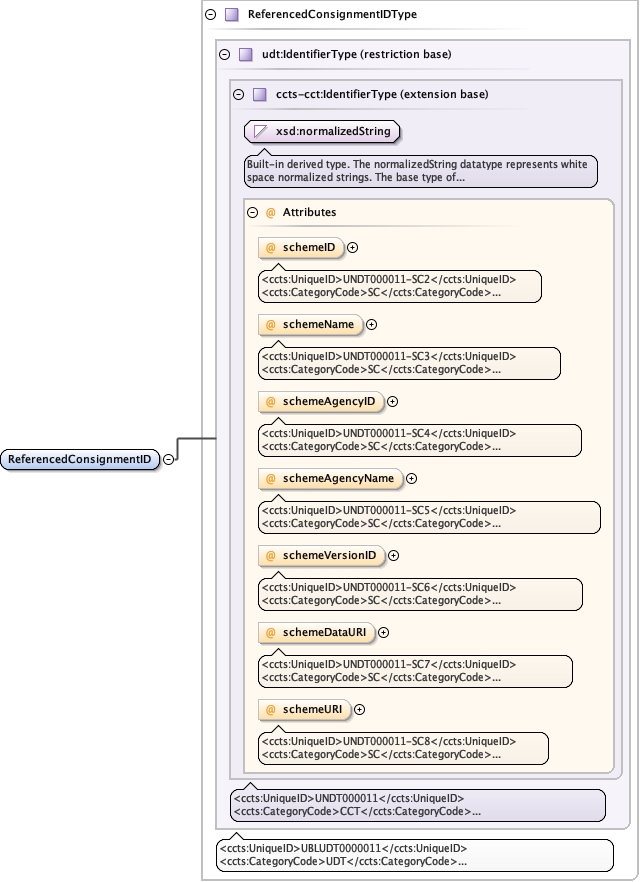 ReferencedConsignmentIDType
udt:IdentifierType (restriction base)
ccts-cct:IdentifierType (extension base)
xsd:normalizedString
Built-in derived type. The normalizedString datatype represents white
space normalized strings. The base type of...
@ Attributes
@ schemeID
<ccts:UniqueID>UNDT000011-SC2</ccts:UniqueID>
<ccts:CategoryCode>SC</ccts:CategoryCode>...
@ schemeName
<ccts:UniqueID>UNDT000011-SC3</ccts:UniqueID>
<ccts:CategoryCode>SC</ccts:CategoryCode>...
@ schemeAgencyID
<ccts:UniqueID>UNDT000011-SC4</ccts:UniqueID>
<ccts:CategoryCode>SC</ccts:CategoryCode>...
ReferencedConsignmentID
@ schemeAgencyName
<ccts:UniqueID>UNDT000011-SC5</ccts:UniqueID>
<ccts:CategoryCode>SC</ccts:CategoryCode>...
@ schemeVersionID
<ccts:UniqueID>UNDT000011-SC6</ccts:UniqueID>
<ccts:CategoryCode>SC</ccts:CategoryCode>...
@ schemeDataURI
<ccts:UniqueID>UNDT000011-SC7</ccts:UniqueID>
<ccts:CategoryCode>SC</ccts:CategoryCode>...
@ schemeURI
<ccts:UniqueID>UNDT000011-SC8</ccts:UniqueID>
<ccts:CategoryCode>SC</ccts:CategoryCode>...
<ccts:UniqueID>UNDT000011</ccts:UniqueID>
<ccts:CategoryCode>CCT</ccts:CategoryCode>...
<ccts:UniqueID>UBLUDT0000011</ccts:UniqueID>
<ccts:CategoryCode>UDT</ccts:CategoryCode>...